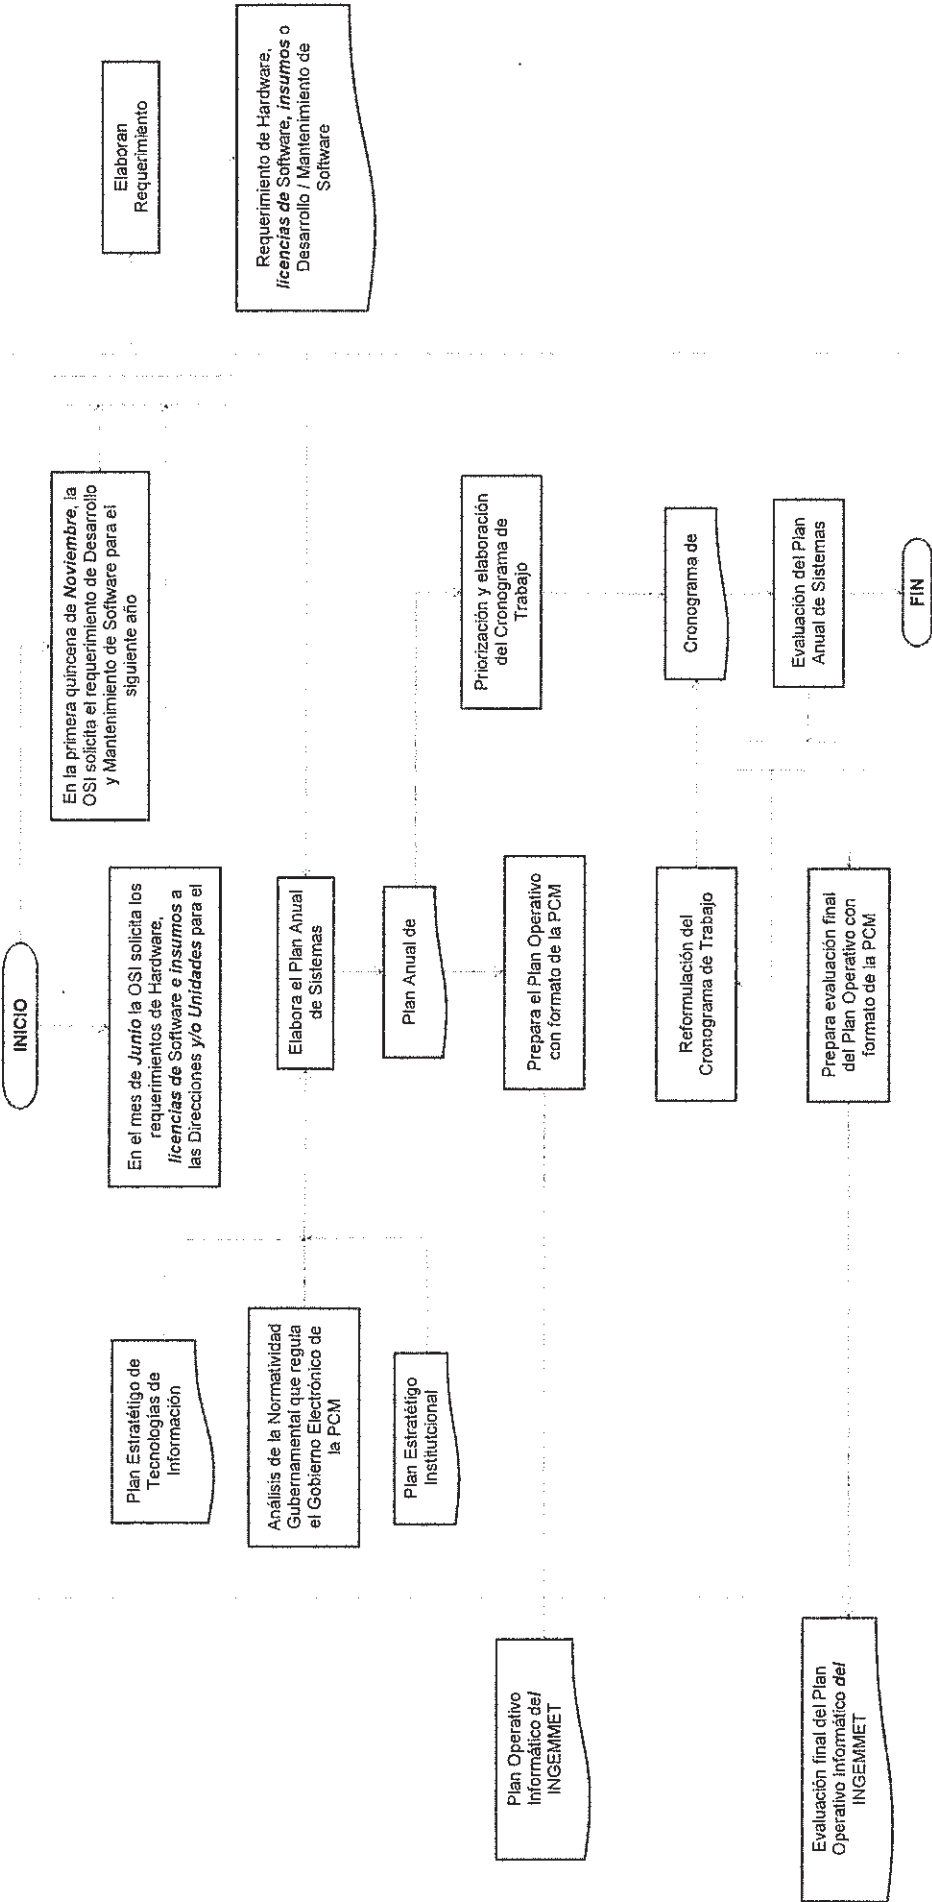 INICIO
En la primera quincena de Noviembre, la
OSI solicita el requerimiento de Desarrollo
y Mantenimiento de Software para el
siguiente año
Elaboran
Requerimiento
En el mes de Junio la OSI solicita los
requerimientos de Hardware,
licencias de Software e insumos a
las Direcciones y/o Unidades para el
Plan Estratétigo de
Tecnologías de
Información
Requerimiento de Hardware,
licencias de Software, insumos o
Desarrollo / Mantenimiento de
Software
Análisis de la Normatividad
Gubernamental que regula
el Gobierno Electrónico de
la PCM
Elabora el Plan Anual
de Sistemas
Plan Estratétigo
Institutcional
Plan Anual de
Priorización y elaboración
del Cronograma de
Trabajo
Prepara el Plan Operativo
con formato de la PCM
Plan Operativo
Informático del
INGEMMET
Reformulación del
Cronograma de Trabajo
Cronograma de
Evaluación del Plan
Anual de Sistemas
Prepara evaluación final
del Plan Operativo con
formato de la PCM
Evaluación final del Plan
Operativo Informático del
INGEMMET
FIN